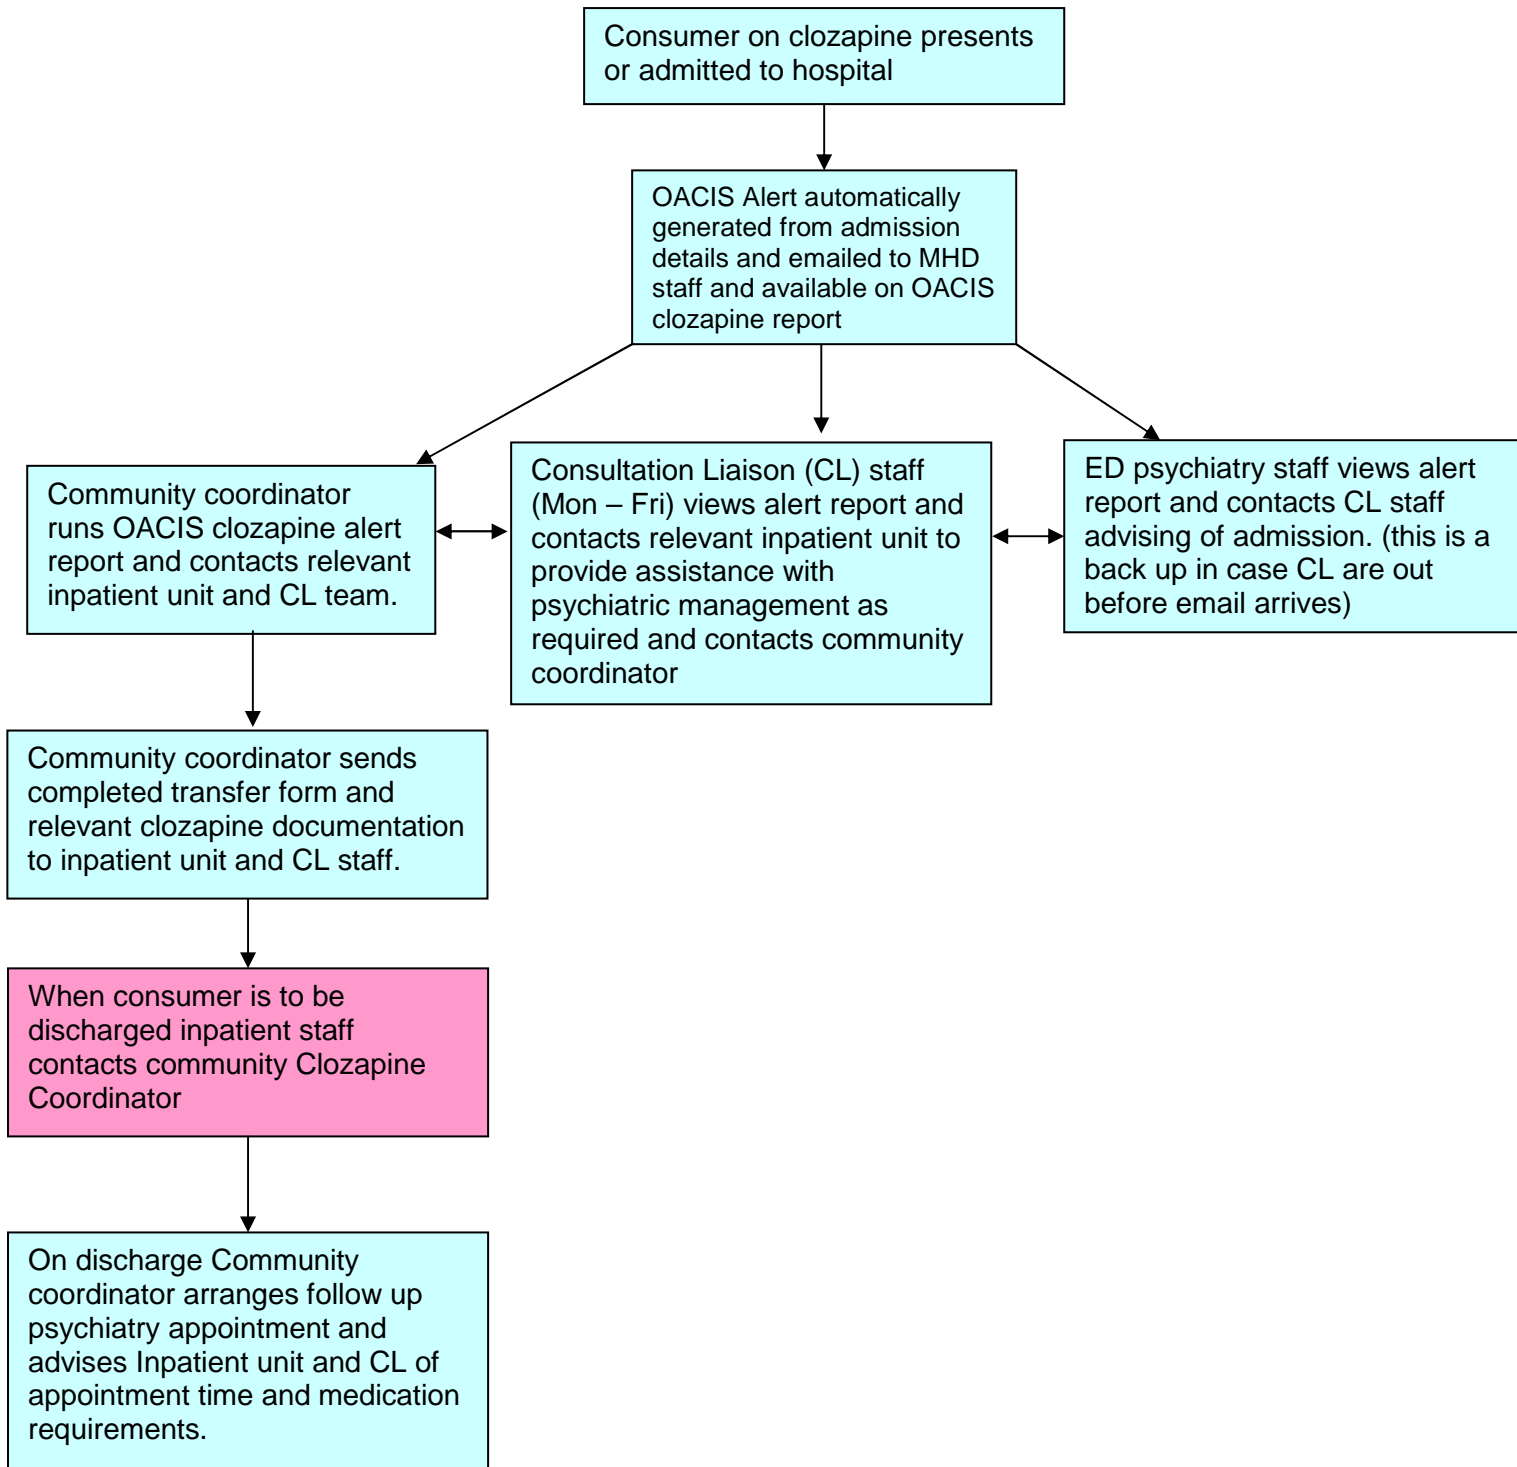 Consumer on clozapine presents
or admitted to hospital
OACIS Alert automatically
generated from admission
details and emailed to MHD
staff and available on OACIS
clozapine report
Community coordinator
runs OACIS clozapine alert
report and contacts relevant
inpatient unit and CL team.
Consultation Liaison (CL) staff
(Mon – Fri) views alert report and
contacts relevant inpatient unit to
provide assistance with
psychiatric management as
required and contacts community
coordinator
ED psychiatry staff views alert
report and contacts CL staff
advising of admission. (this is a
back up in case CL are out
before email arrives)
Community coordinator sends
completed transfer form and
relevant clozapine documentation
to inpatient unit and CL staff.
When consumer is to be
discharged inpatient staff
contacts community Clozapine
Coordinator
On discharge Community
coordinator arranges follow up
psychiatry appointment and
advises Inpatient unit and CL of
appointment time and medication
requirements.